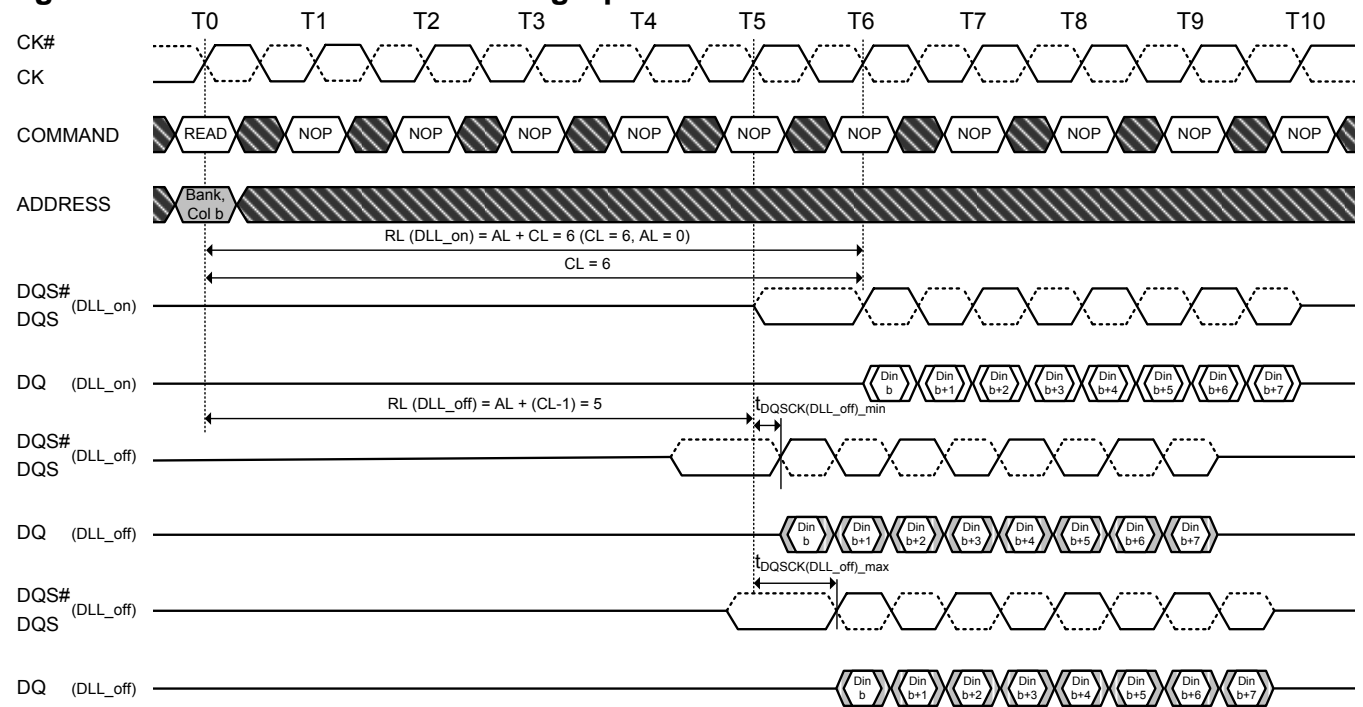 T0 T1 T2 T3 T4 T5 T6 T7 T8 T9 T10
CK#
CK
COMMAND READ NOP NOP NOP NOP NOP NOP NOP NOP NOP NOP
ADDRESS Bank,
Col b
RL (DLL_on) = AL + CL = 6 (CL = 6, AL = 0)
CL = 6
DQS# (DLL_on)
DQS
DQ (DLL_on) Din b Din b+1 Din b+2 Din b+3 Din b+4 Din b+5 Din b+6 Din b+7
RL (DLL_off) = AL + (CL-1) = 5 tDQSCK(DLL_off)_min
DQS# (DLL_off)
DQS
DQ (DLL_off) Din b Din b+1 Din b+2 Din b+3 Din b+4 Din b+5 Din b+6 Din b+7
tDQSCK(DLL_off)_max
DQS# (DLL_off)
DQS
DQ (DLL_off) Din b Din b+1 Din b+2 Din b+3 Din b+4 Din b+5 Din b+6 Din b+7